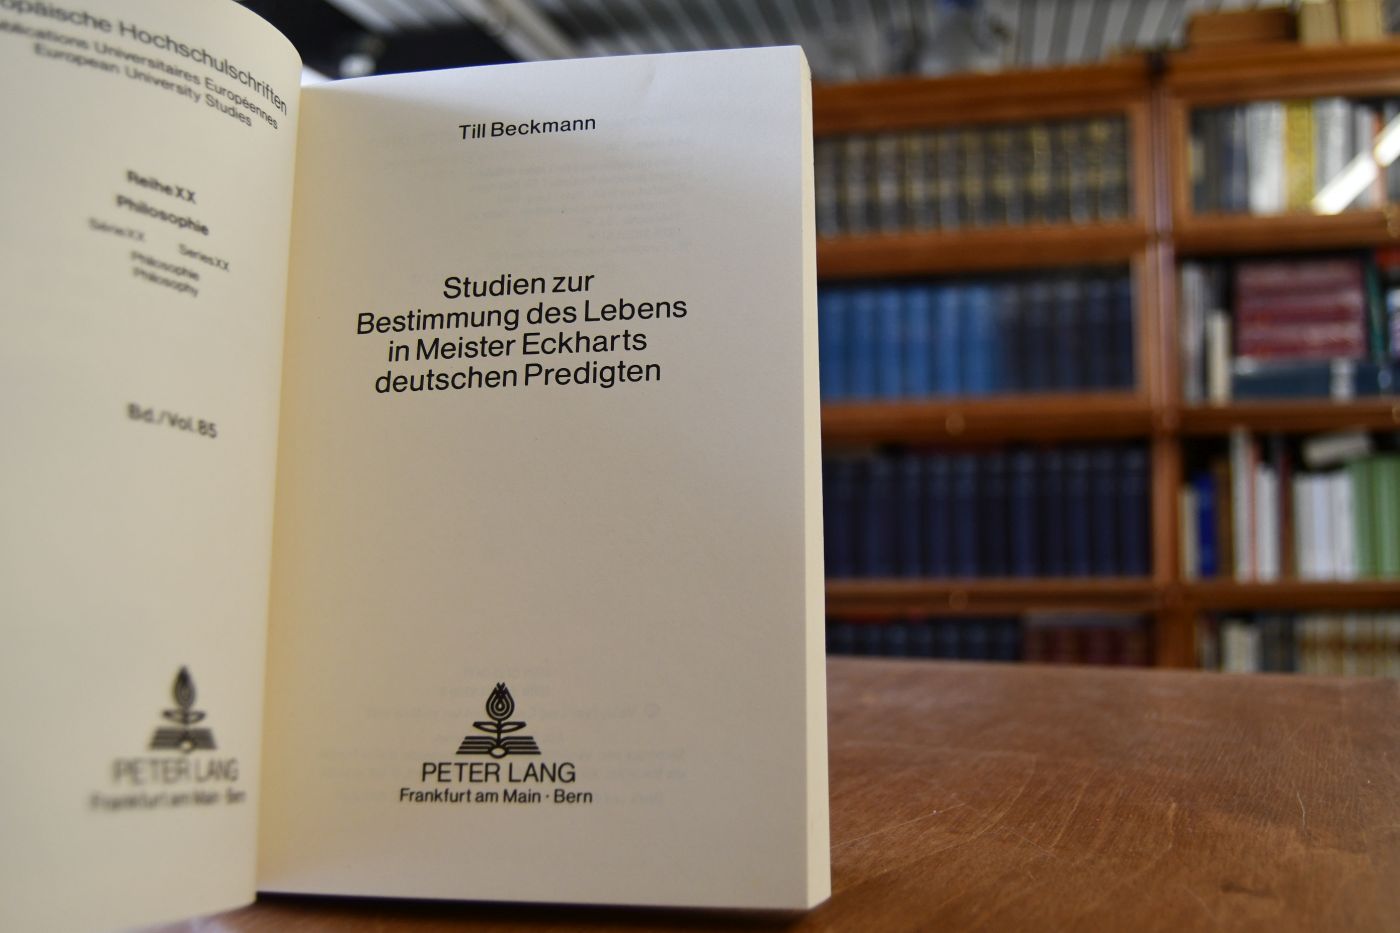 opäische Hochschulschriften
blications Universitaires Européennes
European University Studies
Reihe XX
Philosophie
Série XX Series XX
Philosophie
Philosophy
Bd./Vol. 85
PETER LANG
Frankfurt am Main · Bern
Till Beckmann
Studien zur
Bestimmung des Lebens
in Meister Eckharts
deutschen Predigten
PETER LANG
Frankfurt am Main · Bern